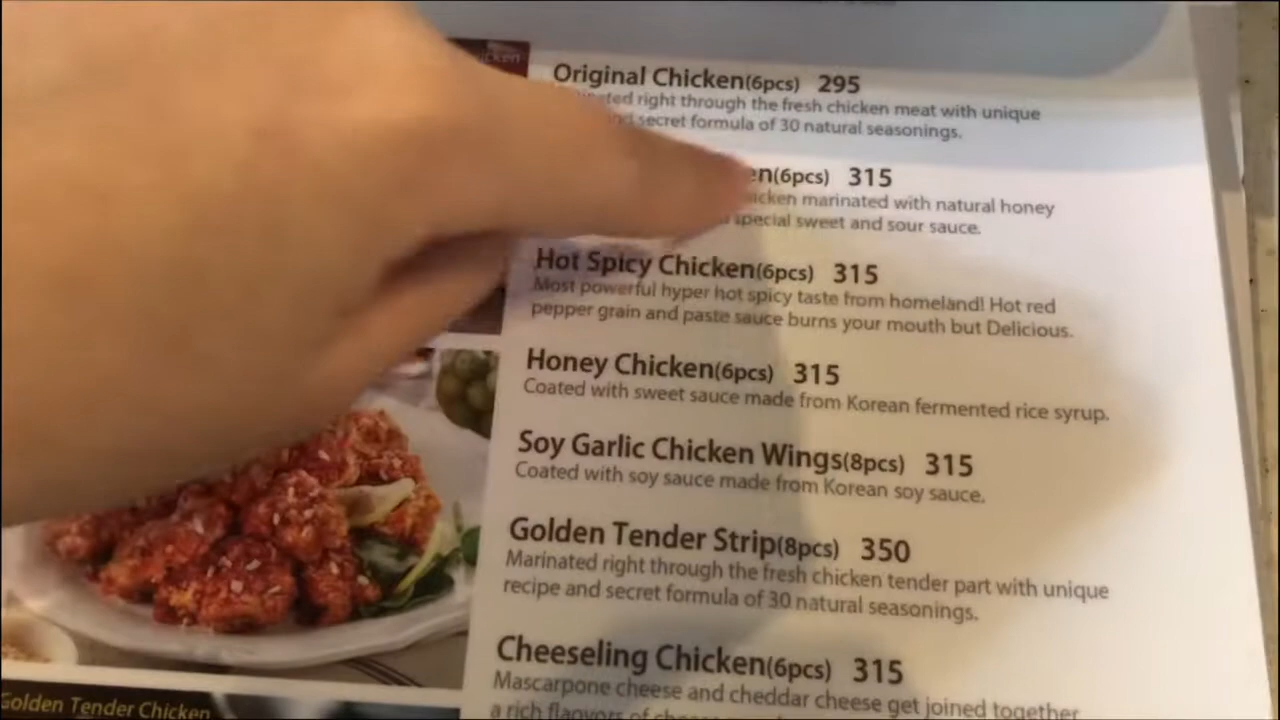 Original Chicken(6pcs) 295
right through the fresh chicken meat with unique
secret formula of 30 natural seasonings.
(6pcs) 315
marinated with natural honey
special sweet and sour sauce.
Hot Spicy Chicken(6pcs) 315
Most powerful hyper hot spicy taste from homeland! Hot red
pepper grain and paste sauce burns your mouth but Delicious.
Honey Chicken(6pcs) 315
Coated with sweet sauce made from Korean fermented rice syrup.
Soy Garlic Chicken Wings(8pcs) 315
Coated with soy sauce made from Korean soy sauce.
Golden Tender Strip(8pcs) 350
Marinated right through the fresh chicken tender part with unique
recipe and secret formula of 30 natural seasonings.
Cheeseling Chicken(6pcs) 315
Mascarpone cheese and cheddar cheese get joined together
a rich flavors of
Golden Tender Chicken